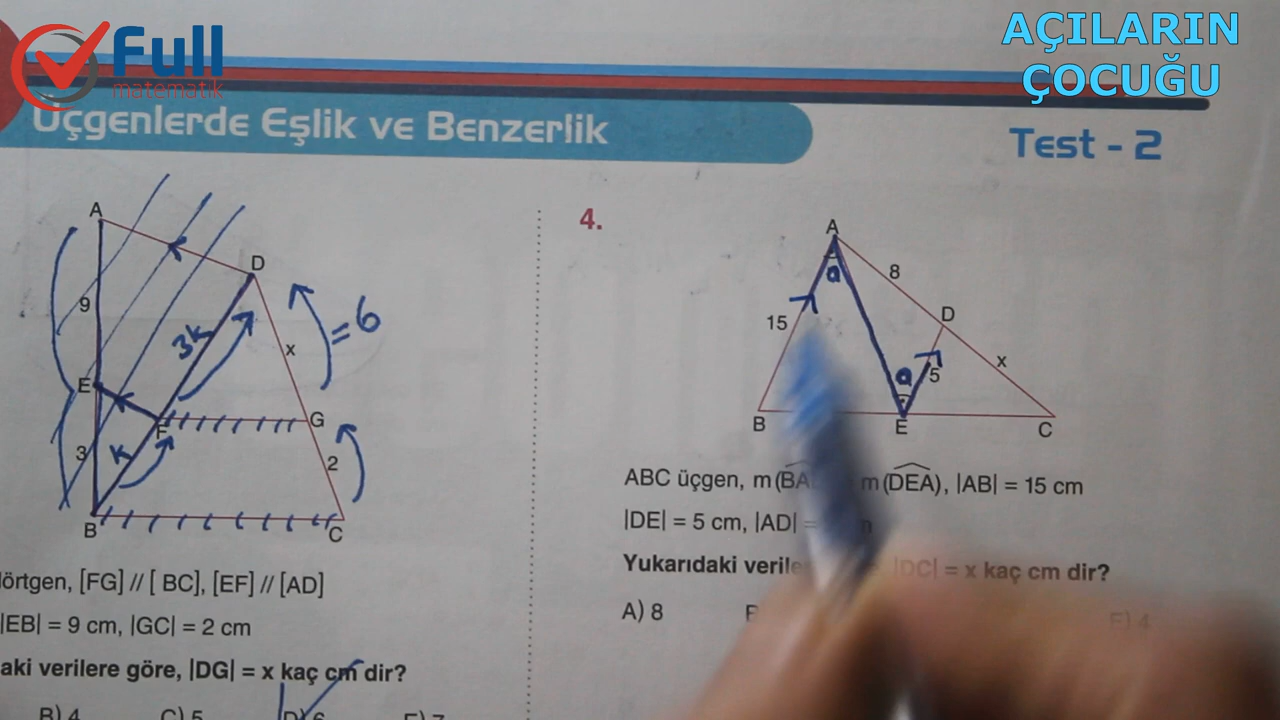 Full
matematik
AÇILARIN
ÇOCUĞU
Üçgenlerde Eşlik ve Benzerlik
Test - 2
A
D
9
3k
x
= 6
E
F
G
3
k
2
B
C
örtgen, [FG] // [ BC], [EF] // [AD]
|EB| = 9 cm, |GC| = 2 cm
aki verilere göre, |DG| = x kaç cm dir?
B) 4 C) 5 D) 6 E) 7
4.
A
a
8
D
15
x
a
5
B
E
C
ABC üçgen, m(BA m(DEA), |AB| = 15 cm
|DE| = 5 cm, |AD| =
Yukarıdaki verile |DC| = x kaç cm dir?
A) 8 E) 4